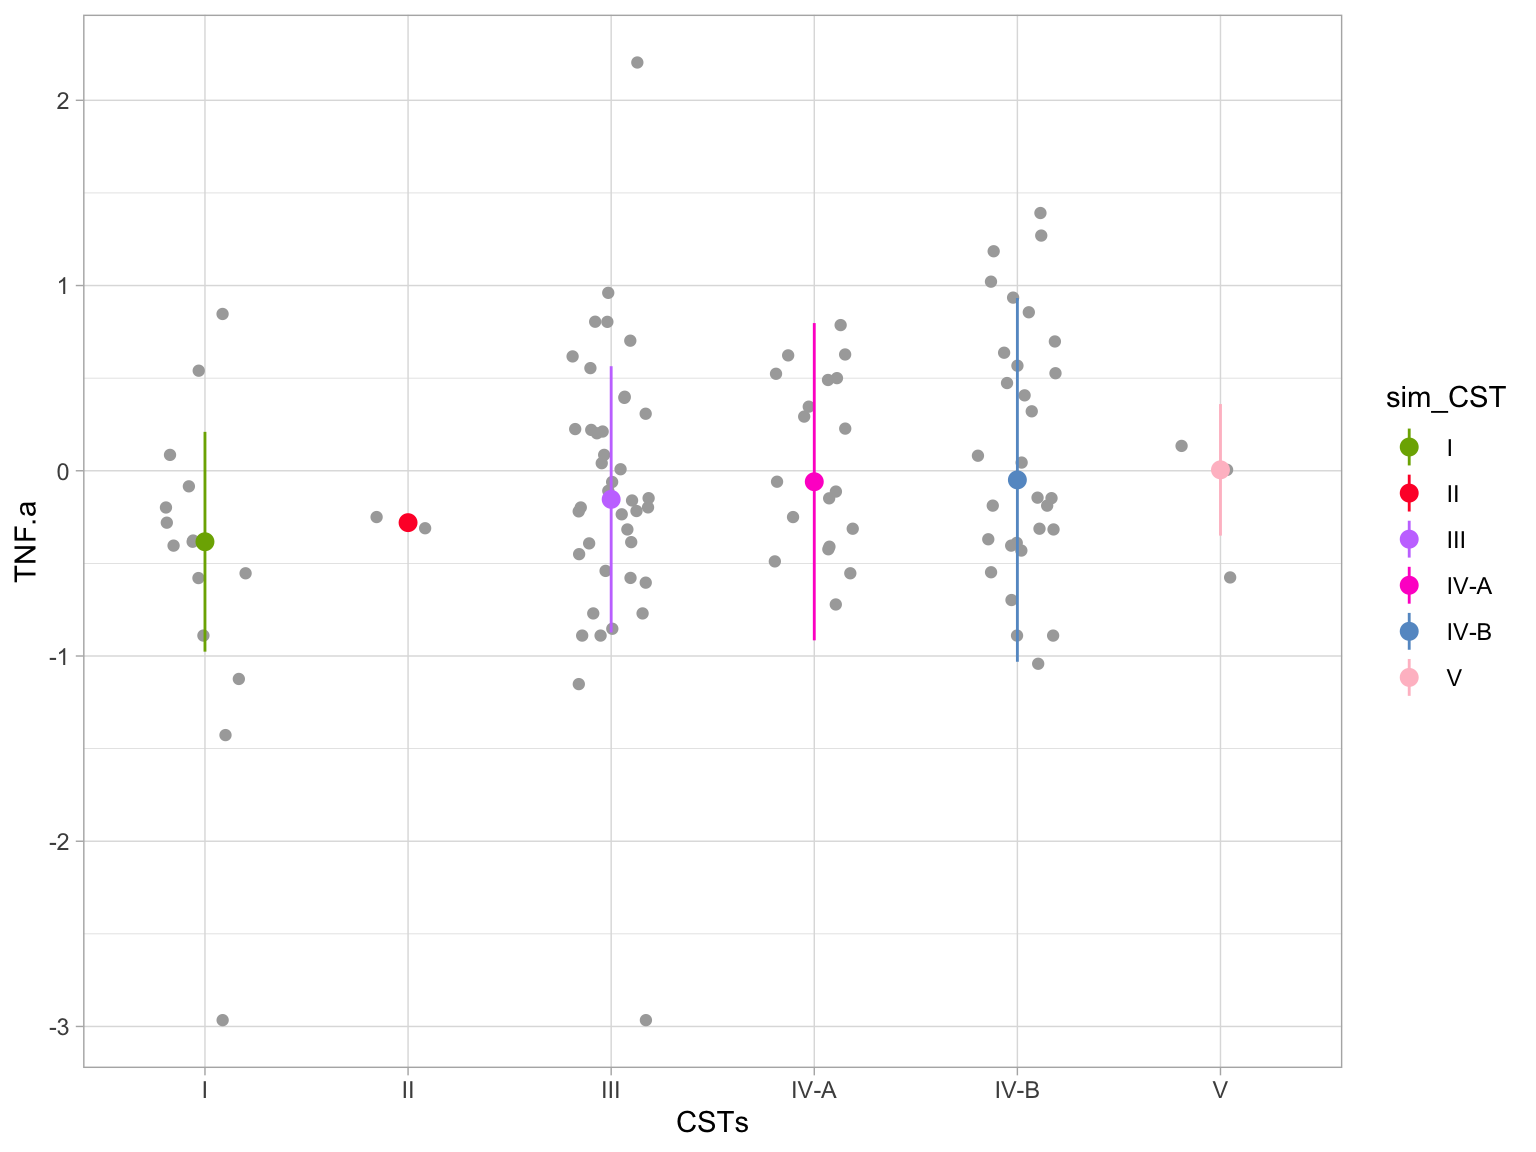 TNF.a
2
1
0
-1
-2
-3
I II III IV-A IV-B V
CSTs
sim_CST
I
II
III
IV-A
IV-B
V